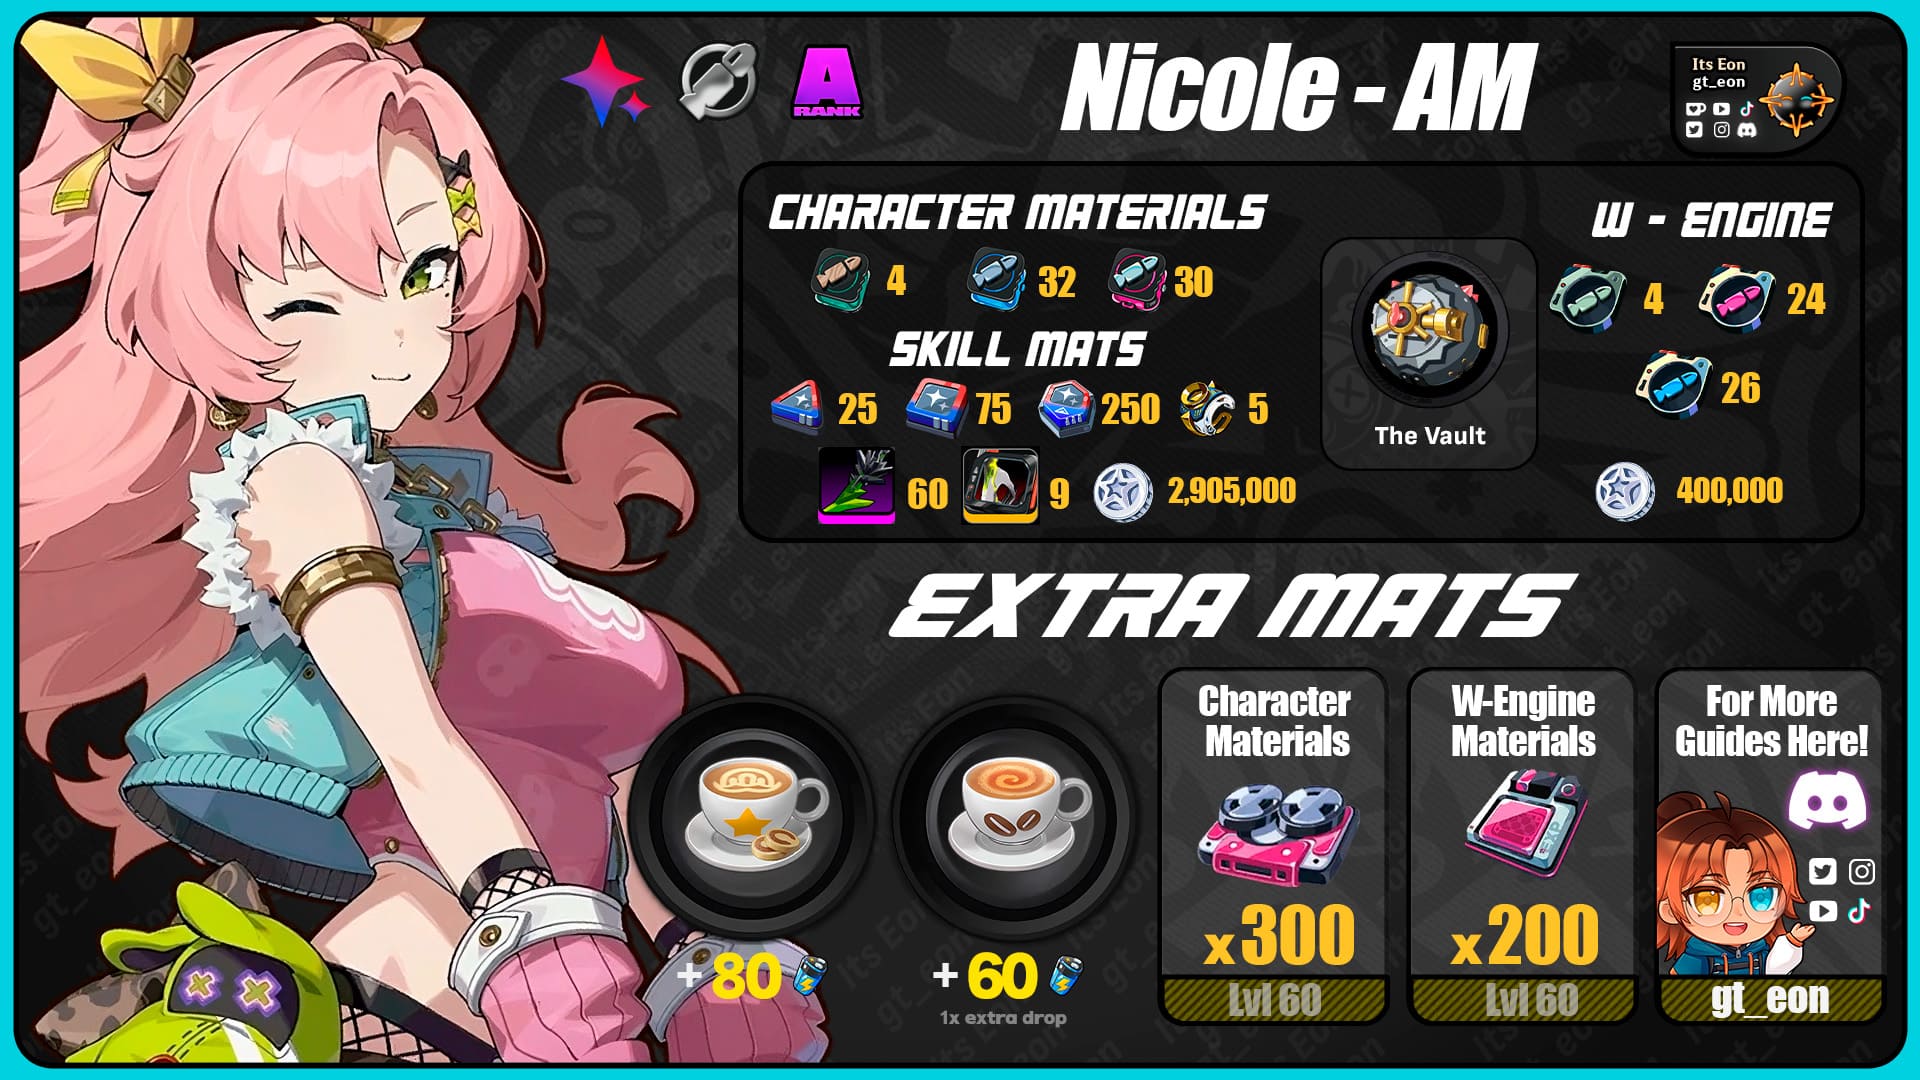 Nicole - AM
A
RANK
Its Eon
gt_eon
CHARACTER MATERIALS
4
32
30
SKILL MATS
25
75
250
5
60
9
2,905,000
The Vault
W - ENGINE
4
24
26
400,000
EXTRA MATS
+ 80
+ 60
1x extra drop
Character
Materials
x300
Lvl 60
W-Engine
Materials
EXP
x200
Lvl 60
For More
Guides Here!
gt_eon